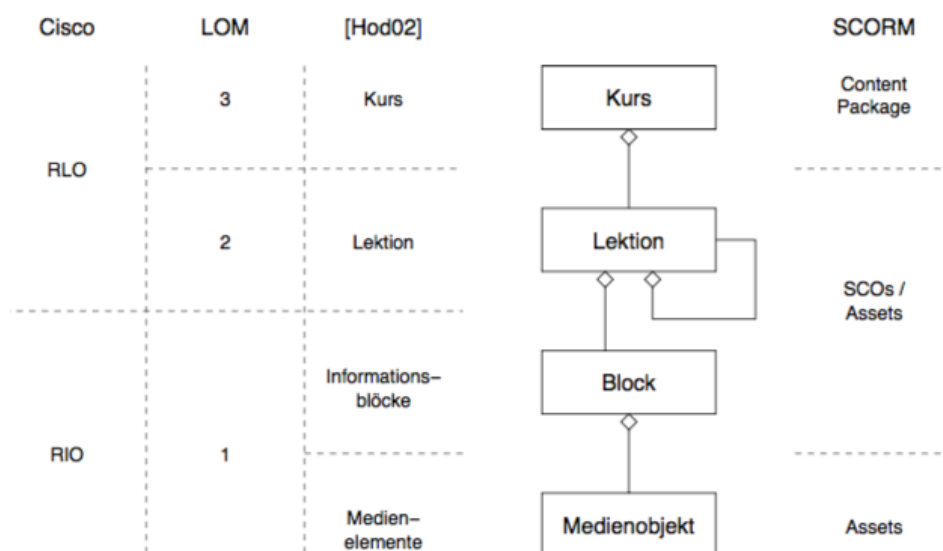 Cisco LOM [Hod02] SCORM
3 Kurs Kurs Content
Package
RLO
2 Lektion Lektion
SCOs /
Assets
Informations–
blöcke
Block
RIO 1
Medien–
elemente
Medienobjekt Assets